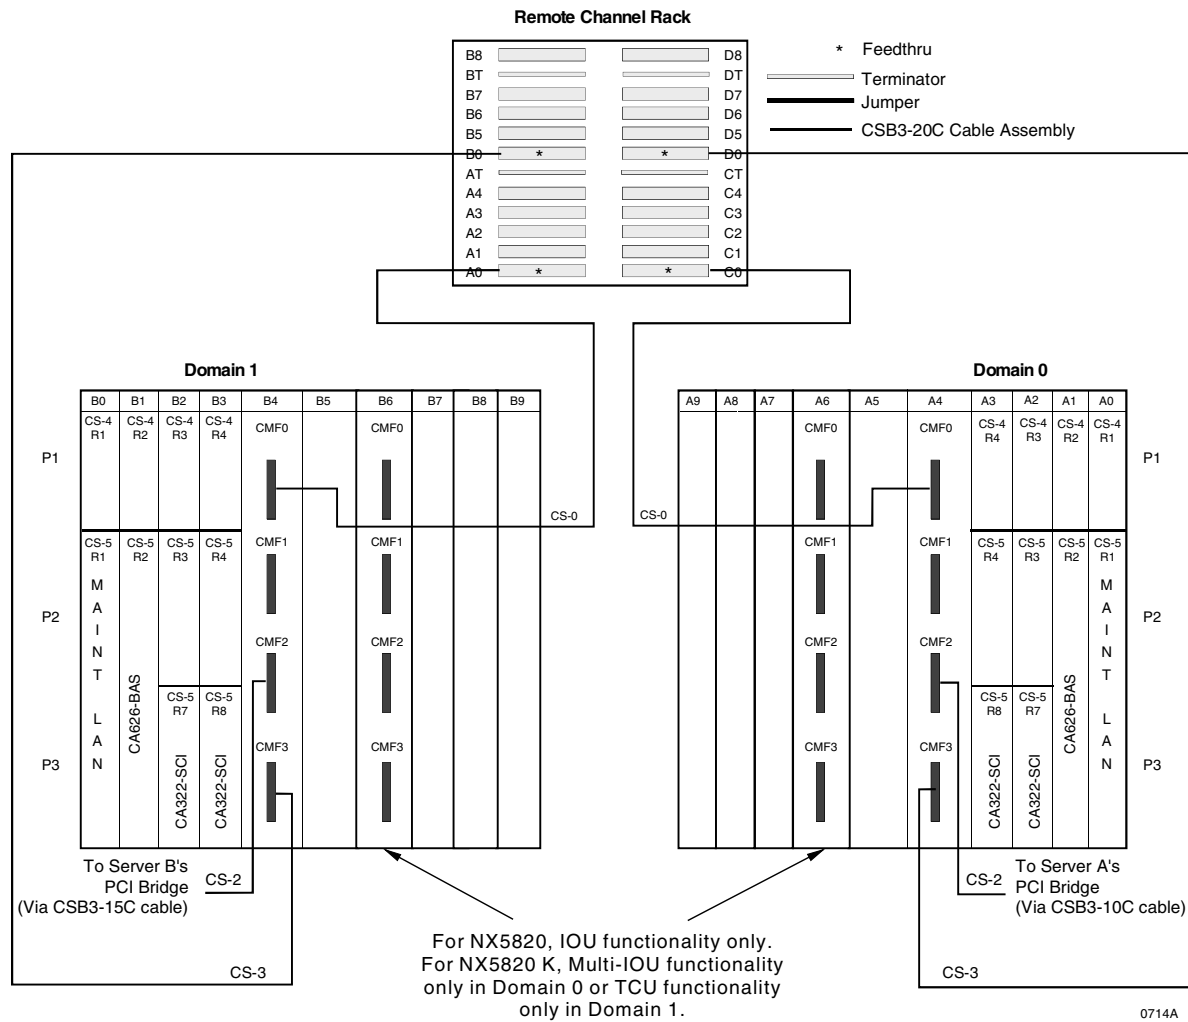 Remote Channel Rack
B8 D8
BT DT
B7 D7
B6 D6
B5 D5
B0 * * D0
AT CT
A4 C4
A3 C3
A2 C2
A1 C1
A0 * * C0
* Feedthru
Terminator
Jumper
CSB3-20C Cable Assembly
Domain 1
B0 B1 B2 B3 B4 B5 B6 B7 B8 B9
CS-4 CS-4 CS-4 CS-4
R1 R2 R3 R4
CMF0 CMF0
P1
CS-0
CS-5 CS-5 CS-5 CS-5
R1 R2 R3 R4
CMF1 CMF1
P2
MAINT LAN
CA626-BAS
CMF2 CMF2
CS-5 CS-5
R7 R8
CA322-SCI CA322-SCI
CMF3 CMF3
P3
To Server B's
PCI Bridge
(Via CSB3-15C cable)
CS-2
CS-3
Domain 0
A9 A8 A7 A6 A5 A4 A3 A2 A1 A0
CS-4 CS-4 CS-4 CS-4
R4 R3 R2 R1
CMF0 CMF0
P1
CS-0
CS-5 CS-5 CS-5 CS-5
R4 R3 R2 R1
CMF1 CMF1
P2
MAINT LAN
CA626-BAS
CMF2 CMF2
CS-5 CS-5
R8 R7
CA322-SCI CA322-SCI
CMF3 CMF3
P3
CS-2
To Server A's
PCI Bridge
(Via CSB3-10C cable)
CS-3
For NX5820, IOU functionality only.
For NX5820 K, Multi-IOU functionality
only in Domain 0 or TCU functionality
only in Domain 1.
0714A